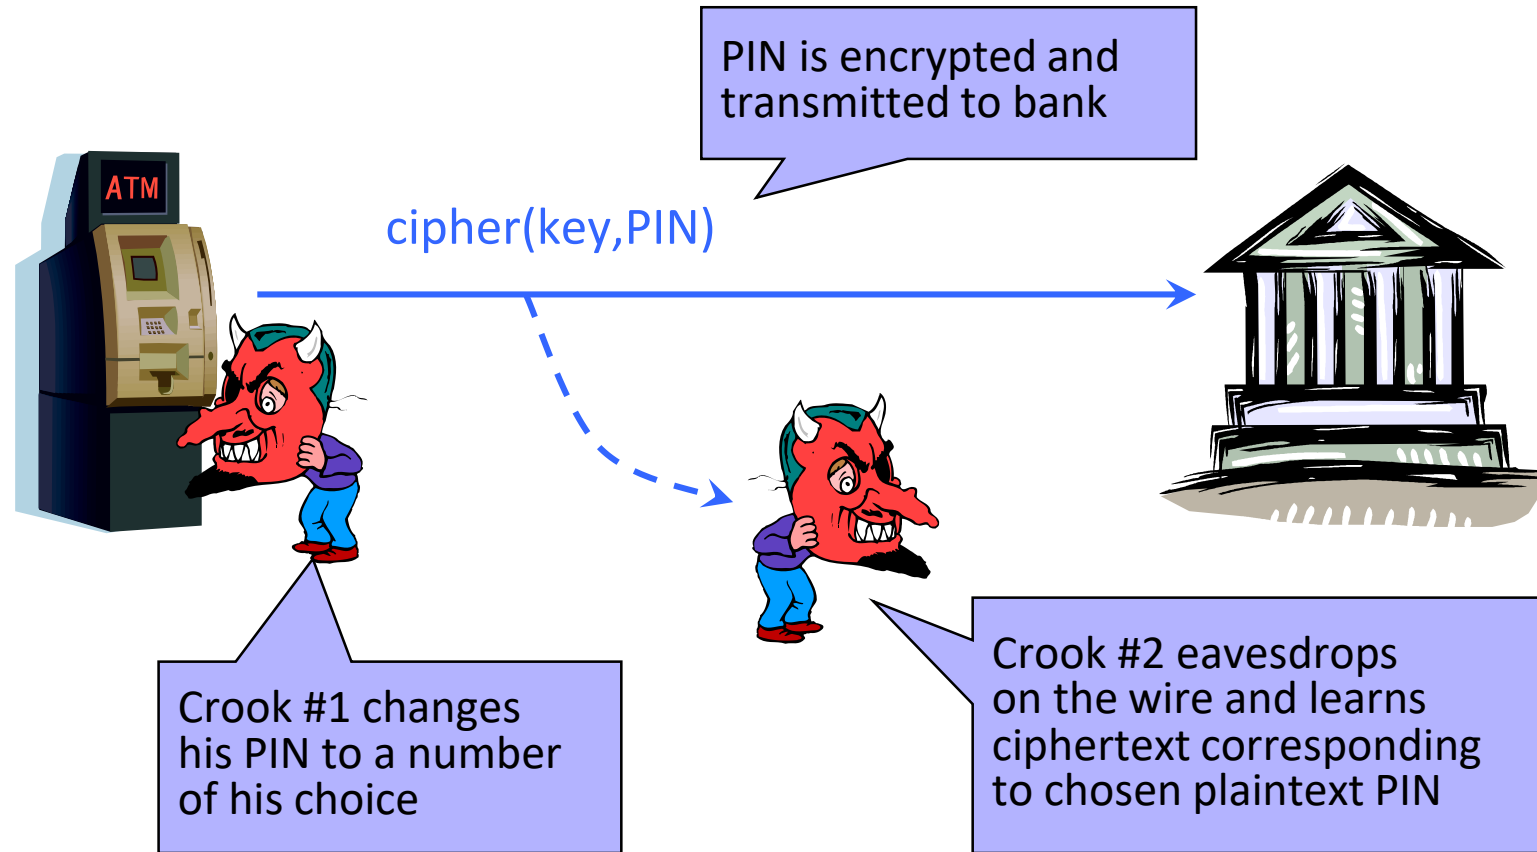 PIN is encrypted and
transmitted to bank
ATM
cipher(key,PIN)
Crook #1 changes
his PIN to a number
of his choice
Crook #2 eavesdrops
on the wire and learns
ciphertext corresponding
to chosen plaintext PIN